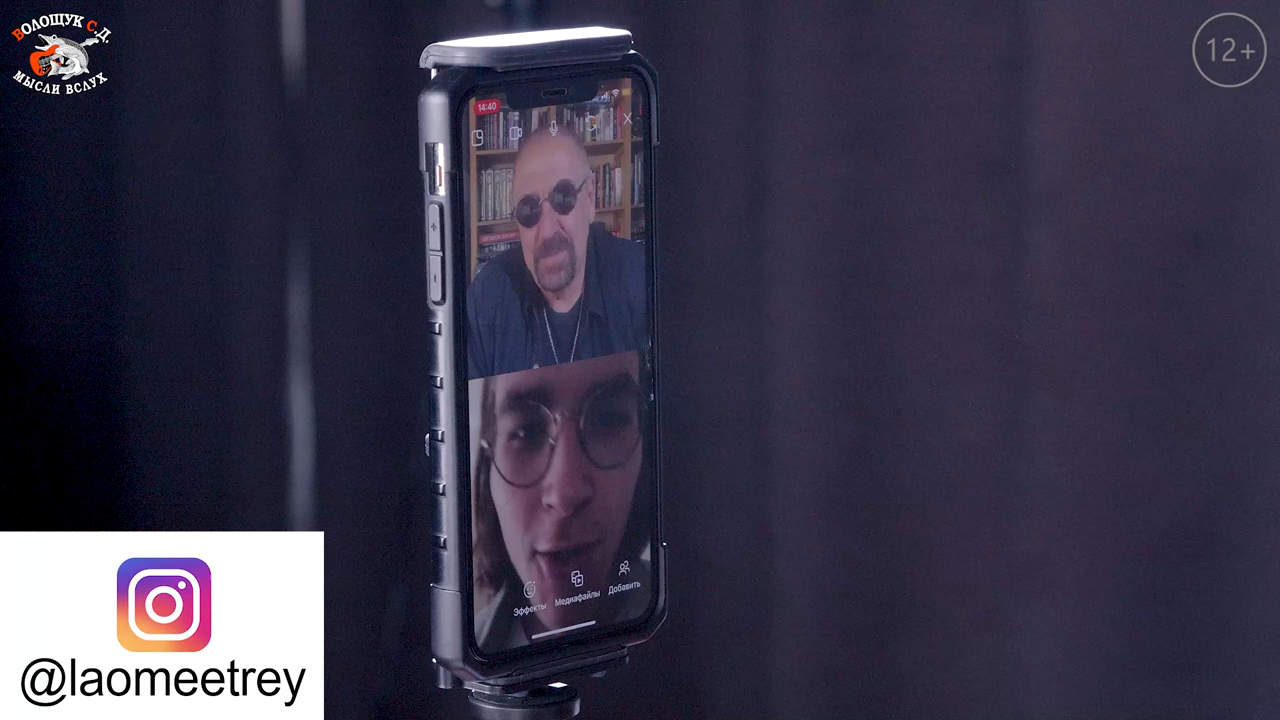 ВОЛОЩУК С.Д.
МЫСЛИ ВСЛУХ
12+
14:40
Эффекты
Медиафайлы
Добавить
@laomeetrey